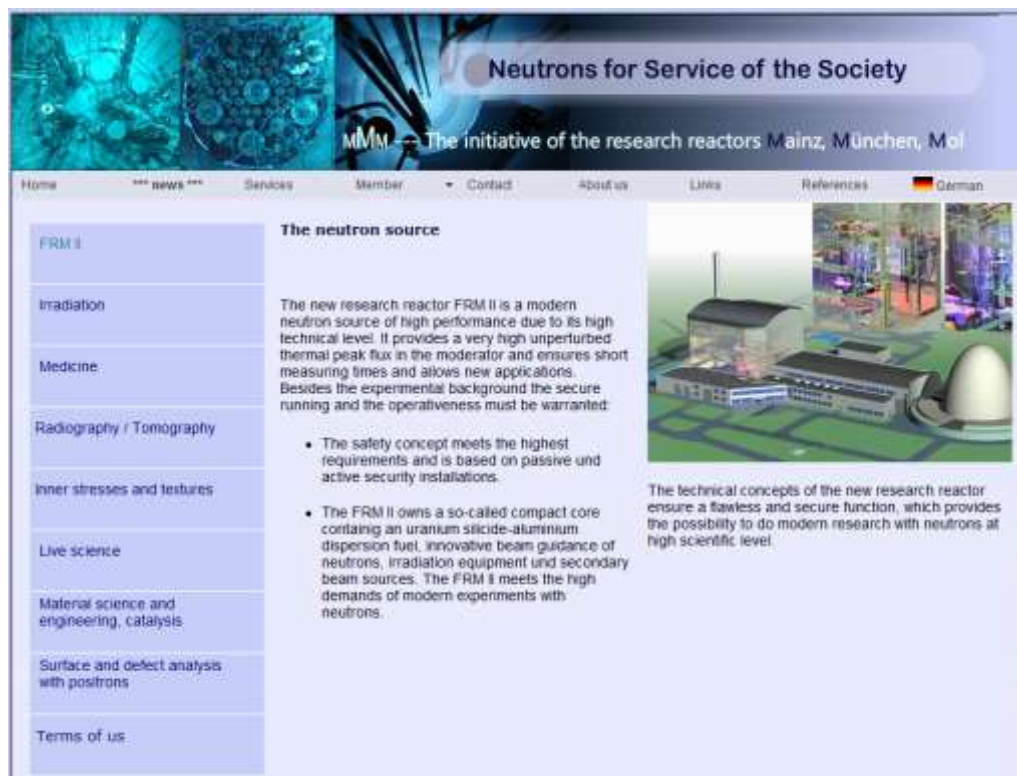 Neutrons for Service of the Society
MMM --- The initiative of the research reactors Mainz, München, Mol
Home
*** news ***
Services
Member
Contact
About us
Links
References
German
FRM II
Irradiation
Medicine
Radiography / Tomography
Inner stresses and textures
Live science
Material science and
engineering, catalysis
Surface and defect analysis
with positrons
Terms of us
The neutron source
The new research reactor FRM II is a modern
neutron source of high performance due to its high
technical level. It provides a very high unperturbed
thermal peak flux in the moderator and ensures short
measuring times and allows new applications.
Besides the experimental background the secure
running and the operativeness must be warranted:
• The safety concept meets the highest
requirements and is based on passive und
active security installations.
• The FRM II owns a so-called compact core
containig an uranium silicide-aluminium
dispersion fuel, innovative beam guidance of
neutrons, irradiation equipment und secondary
beam sources. The FRM II meets the high
demands of modern experiments with
neutrons.
The technical concepts of the new research reactor
ensure a flawless and secure function, which provides
the possibility to do modern research with neutrons at
high scientific level.